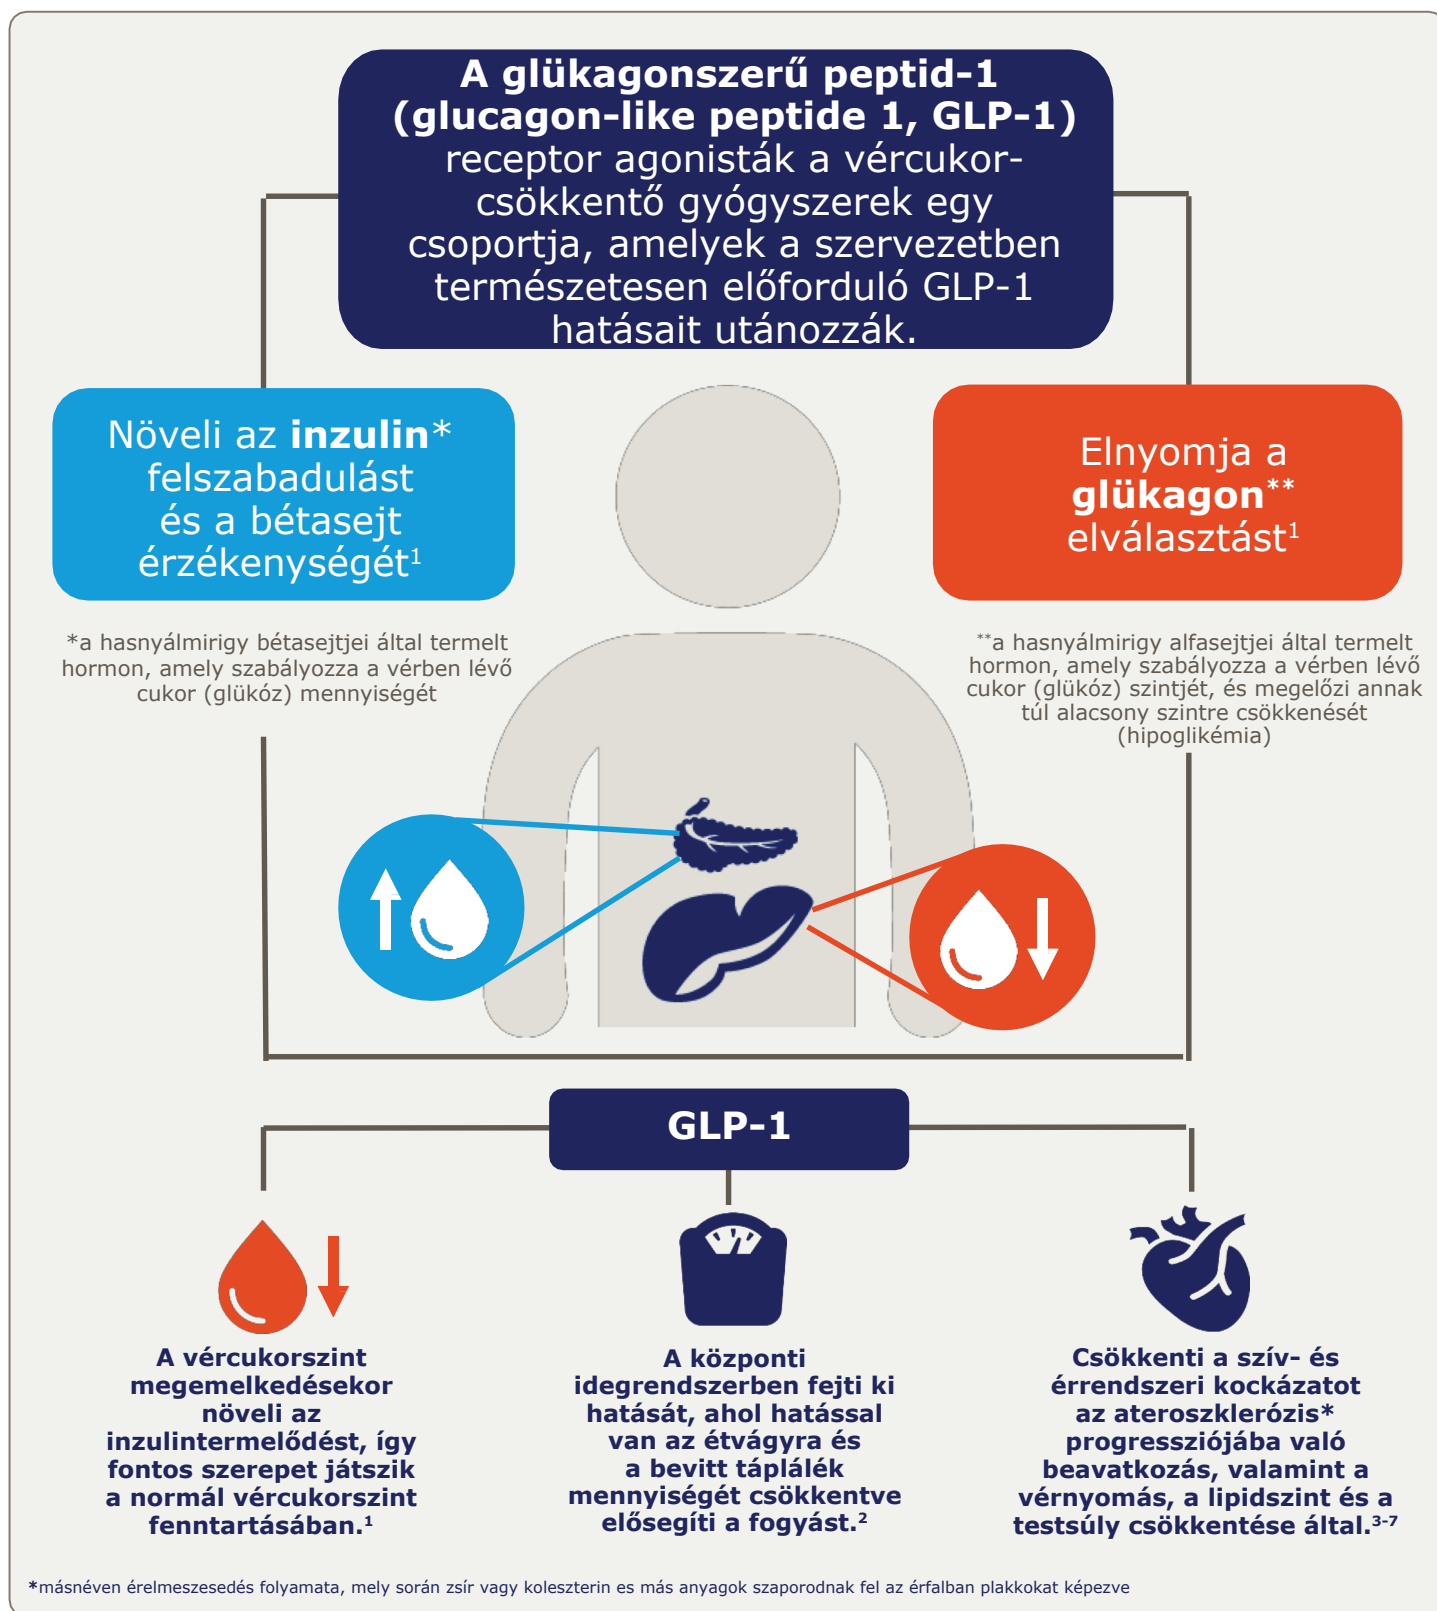 A glükagonszerű peptid-1
(glucagon-like peptide 1, GLP-1)
receptor agonisták a vércukor-
csökkentő gyógyszerek egy
csoportja, amelyek a szervezetben
természetesen előforduló GLP-1
hatásait utánozzák.
Növeli az inzulin*
felszabadulást
és a bétasejt
érzékenységét¹
Elnyomja a
glükagon**
elválasztást¹
*a hasnyálmirigy bétasejtjei által termelt
hormon, amely szabályozza a vérben lévő
cukor (glükóz) mennyiségét
**a hasnyálmirigy alfasejtjei által termelt
hormon, amely szabályozza a vérben lévő
cukor (glükóz) szintjét, és megelőzi annak
túl alacsony szintre csökkenését
(hipoglikémia)
GLP-1
A vércukorszint
megemelkedésekor
növeli az
inzulintermelődést, így
fontos szerepet játszik
a normál vércukorszint
fenntartásában.¹
A központi
idegrendszerben fejti ki
hatását, ahol hatással
van az étvágyra és
a bevitt táplálék
mennyiségét csökkentve
elősegíti a fogyást.²
Csökkenti a szív- és
érrendszeri kockázatot
az ateroszklerózis*
progressziójába való
beavatkozás, valamint a
vérnyomás, a lipidszint és a
testsúly csökkentése által.³⁻⁷
*másnéven érelmeszesedés folyamata, mely során zsír vagy koleszterin es más anyagok szaporodnak fel az érfalban plakkokat képezve